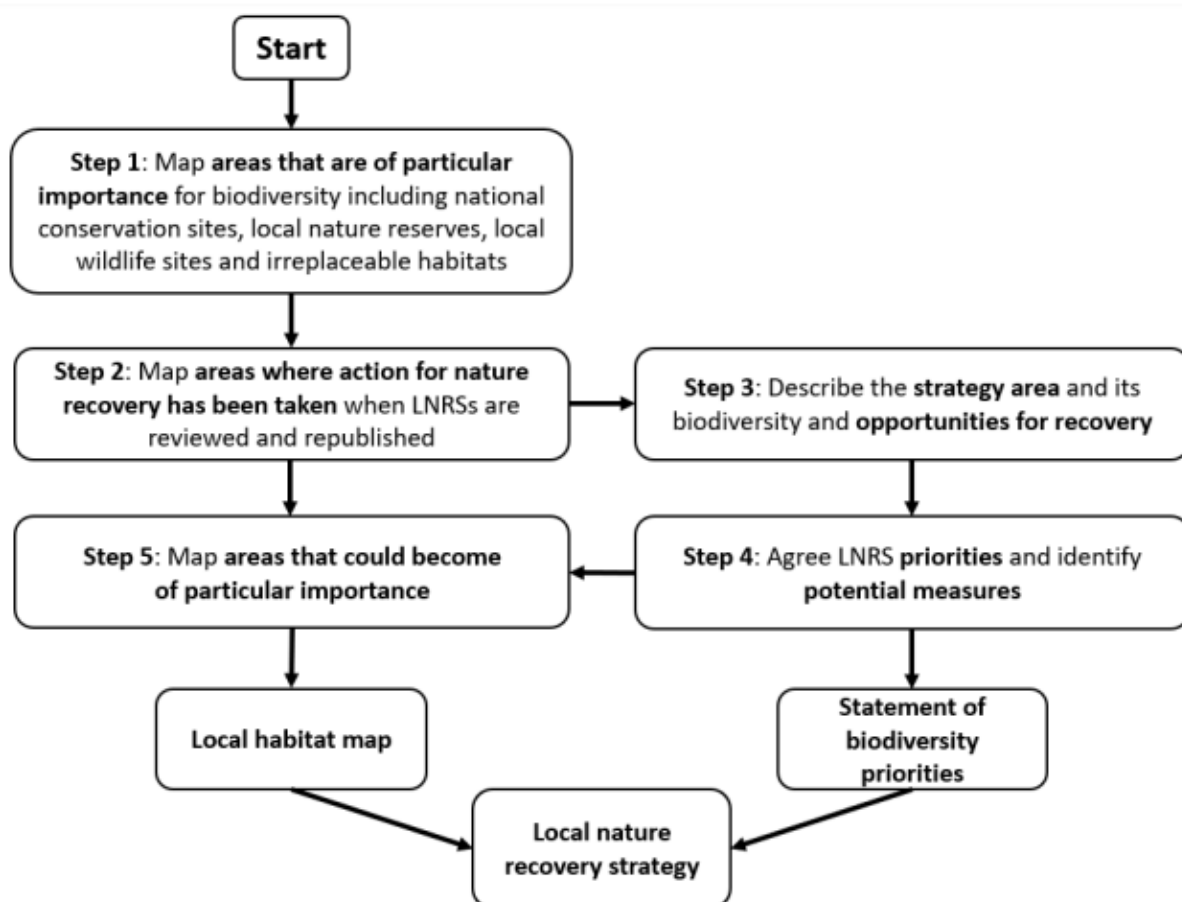 Start
Step 1: Map areas that are of particular
importance for biodiversity including national
conservation sites, local nature reserves, local
wildlife sites and irreplaceable habitats
Step 2: Map areas where action for nature
recovery has been taken when LNRSs are
reviewed and republished
Step 3: Describe the strategy area and its
biodiversity and opportunities for recovery
Step 4: Agree LNRS priorities and identify
potential measures
Step 5: Map areas that could become
of particular importance
Local habitat map
Statement of
biodiversity
priorities
Local nature
recovery strategy